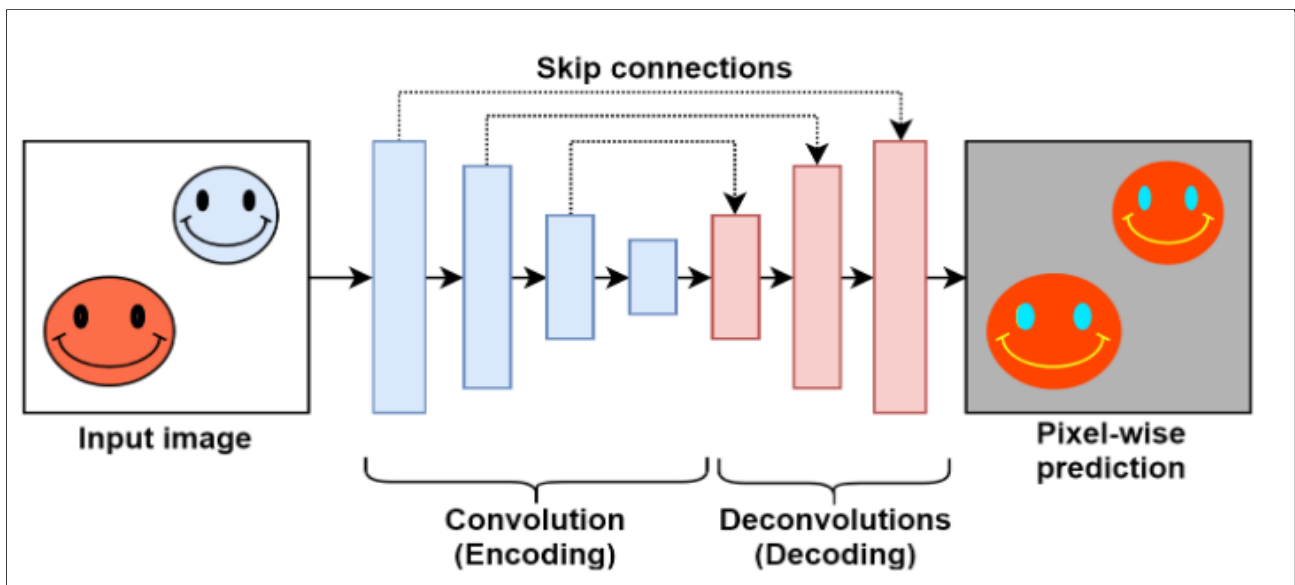 Skip connections
Input image
Pixel-wise
prediction
Convolution
(Encoding)
Deconvolutions
(Decoding)